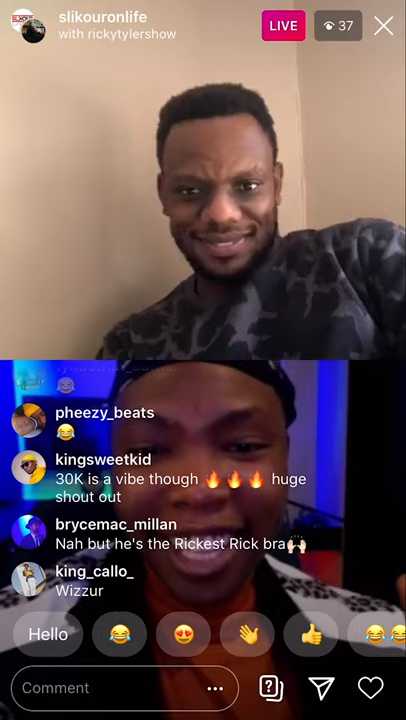 slikouronlife
with rickytylershow
LIVE
37
pheezy_beats
😂
kingsweetkid
30K is a vibe though 🔥🔥🔥 huge
shout out
brycemac_millan
Nah but he's the Rickest Rick bra🙌🏻
king_callo_
Wizzur
Hello
Comment